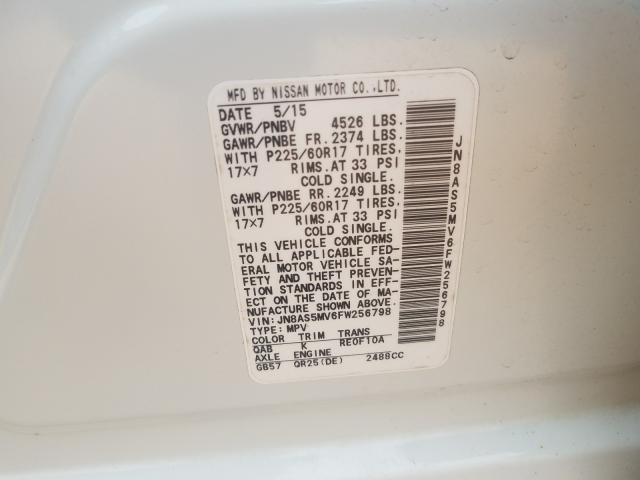 MFD BY NISSAN MOTOR CO.,LTD.
DATE 5/15
GVWR/PNBV 4526 LBS.
GAWR/PNBE FR. 2374 LBS.
WITH P225/60R17 TIRES,
17×7 RIMS.AT 33 PSI
COLD SINGLE.
GAWR/PNBE RR. 2249 LBS.
WITH P225/60R17 TIRES,
17×7 RIMS.AT 33 PSI
COLD SINGLE.
THIS VEHICLE CONFORMS
TO ALL APPLICABLE FED-
ERAL MOTOR VEHICLE SA-
FETY AND THEFT PREVEN-
TION STANDARDS IN EFF-
ECT ON THE DATE OF MA-
NUFACTURE SHOWN ABOVE.
VIN: JN8AS5MV6FW256798
TYPE: MPV
COLOR TRIM TRANS
QAB K RE0F10A
AXLE ENGINE
GB57 QR25(DE) 2488CC
JN8AS5MV6FW256798